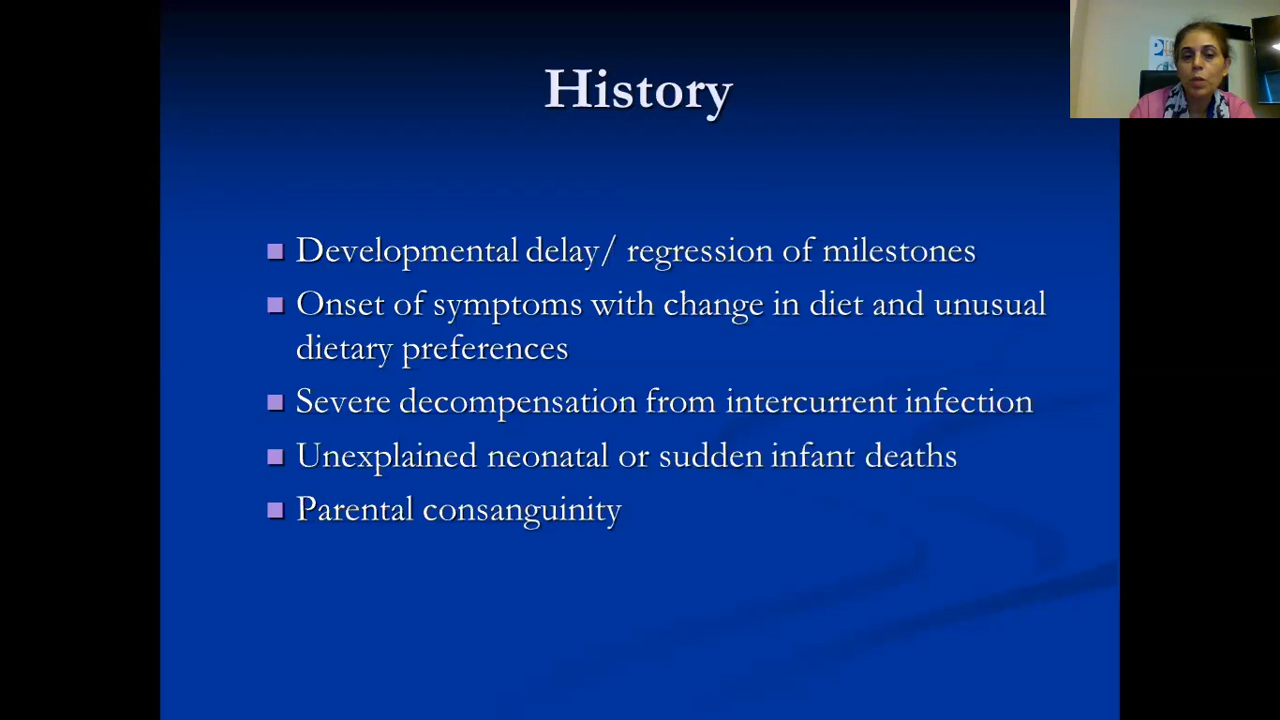 History
Developmental delay/ regression of milestones
Onset of symptoms with change in diet and unusual
dietary preferences
Severe decompensation from intercurrent infection
Unexplained neonatal or sudden infant deaths
Parental consanguinity